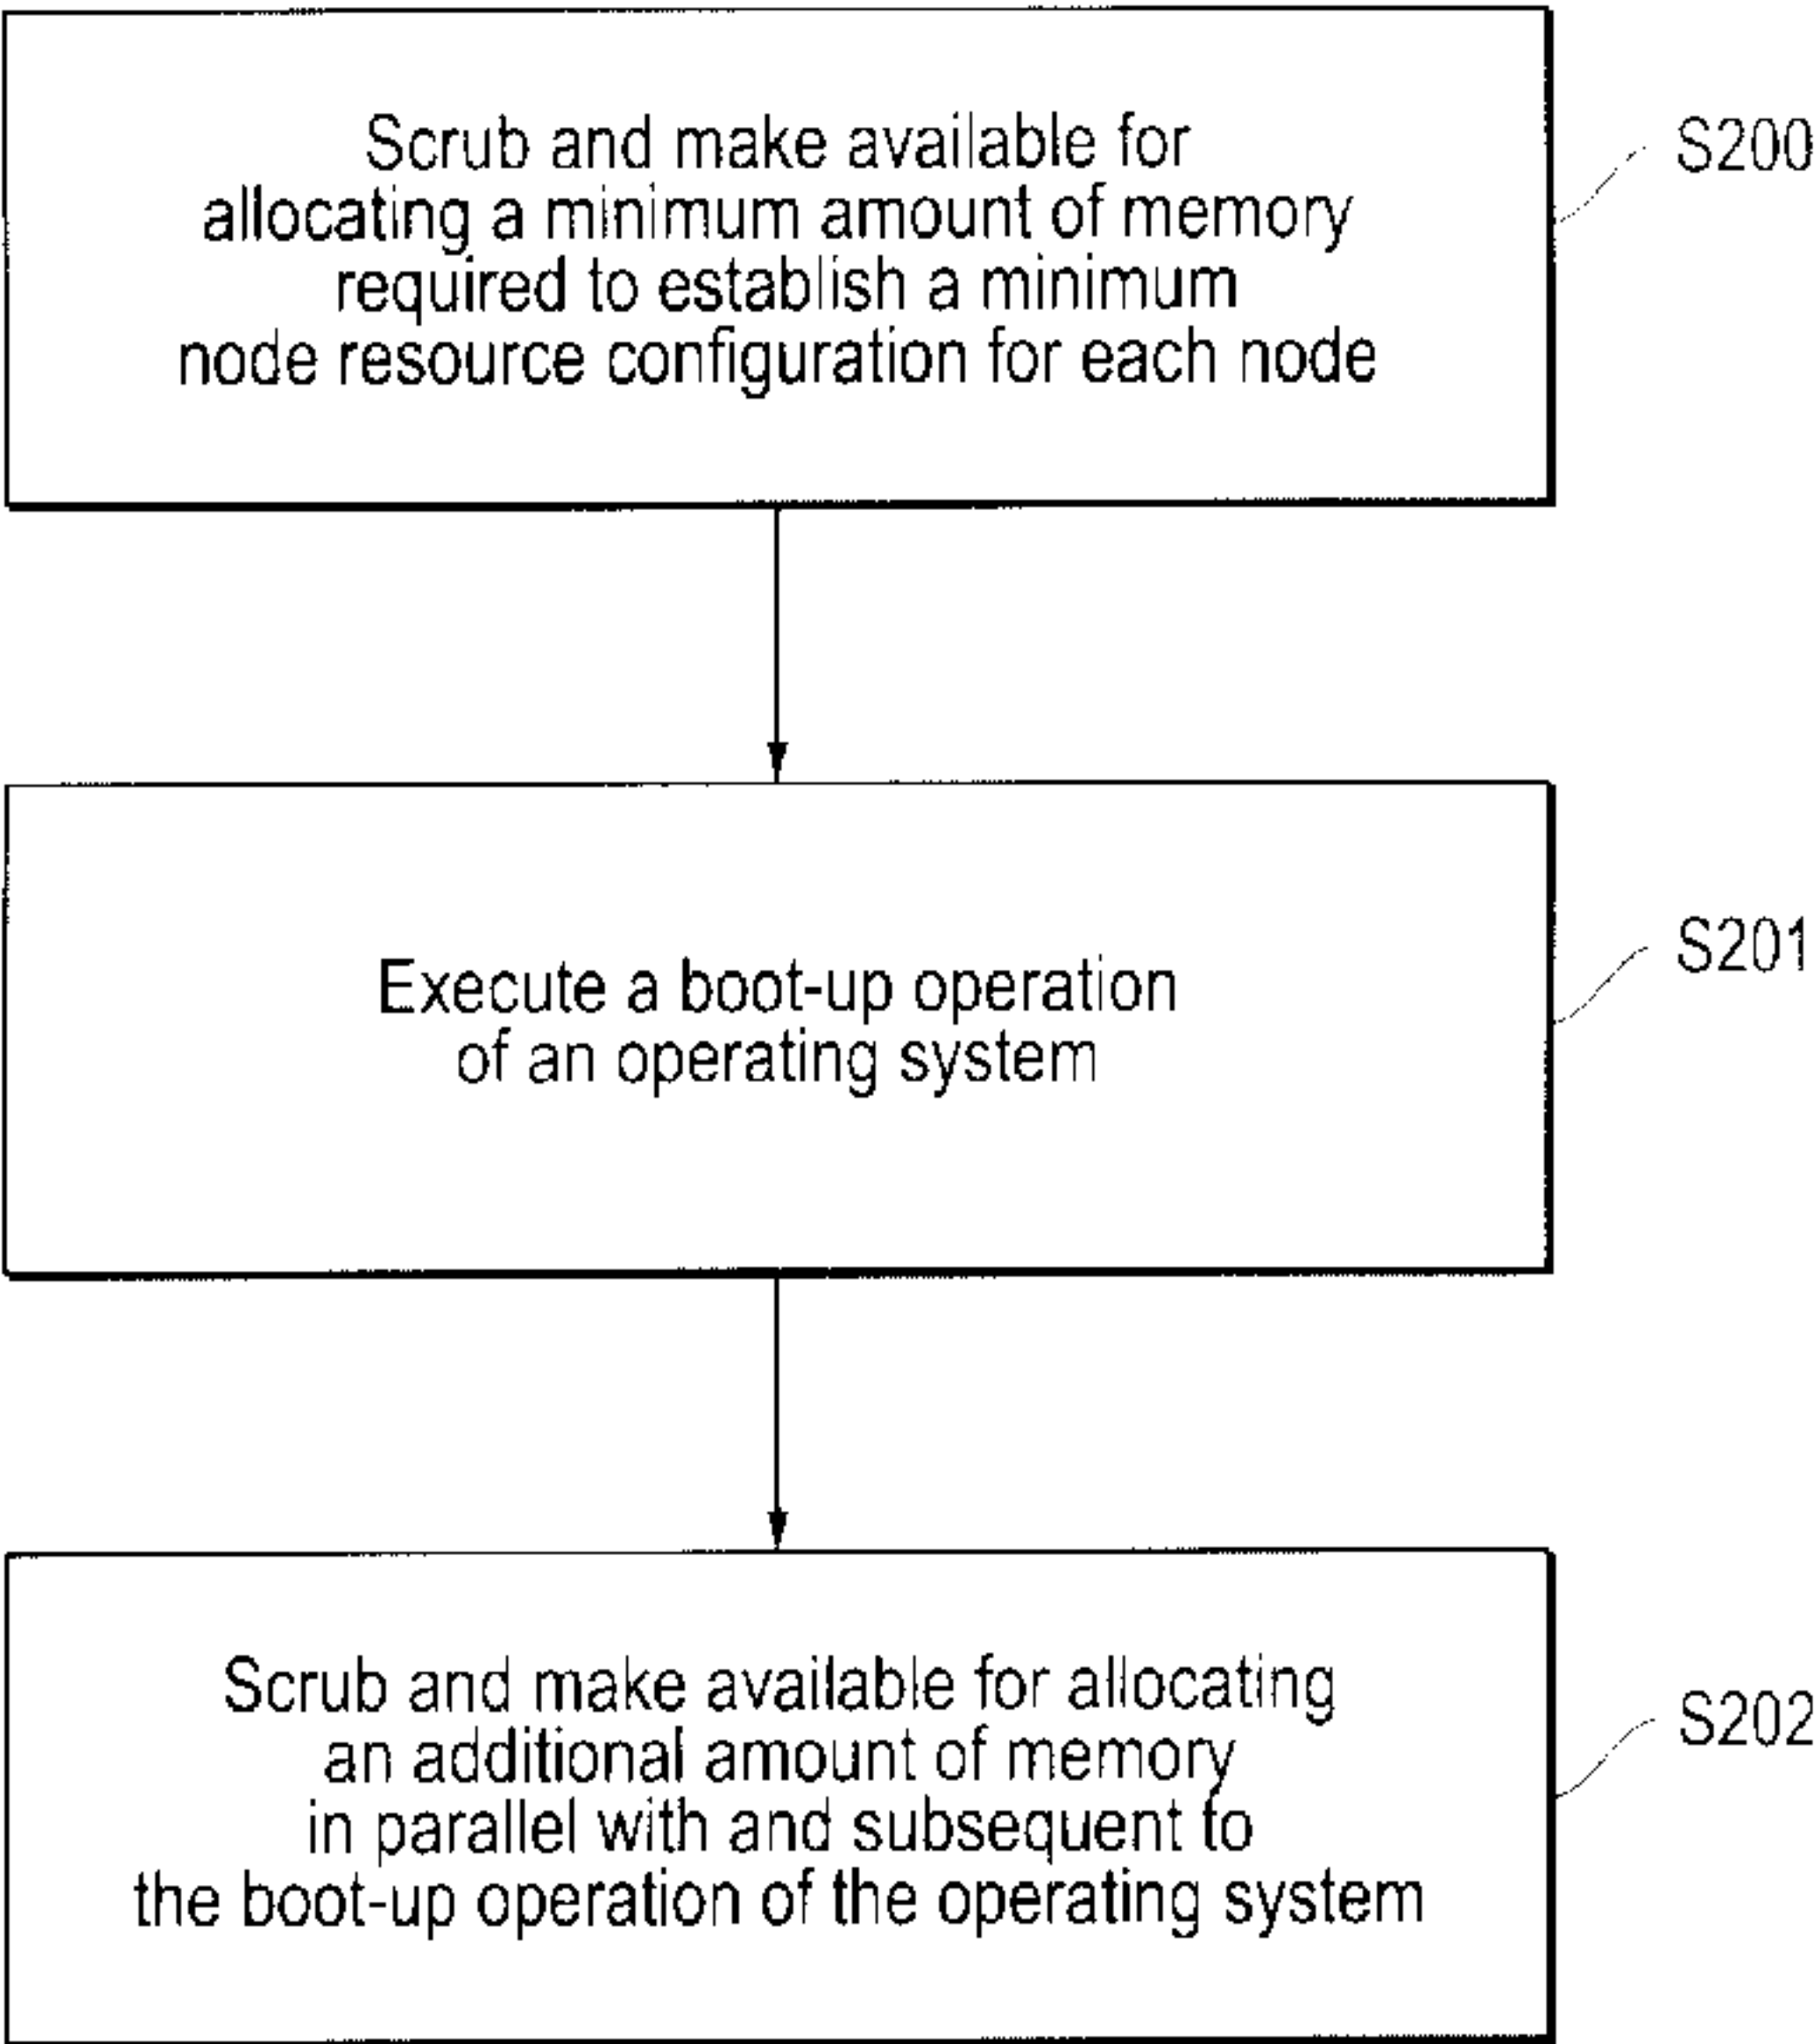 Scrub and make available for
allocating a minimum amount of memory
required to establish a minimum
node resource configuration for each node
S200
Execute a boot-up operation
of an operating system
S201
Scrub and make available for allocating
an additional amount of memory
in parallel with and subsequent to
the boot-up operation of the operating system
S202